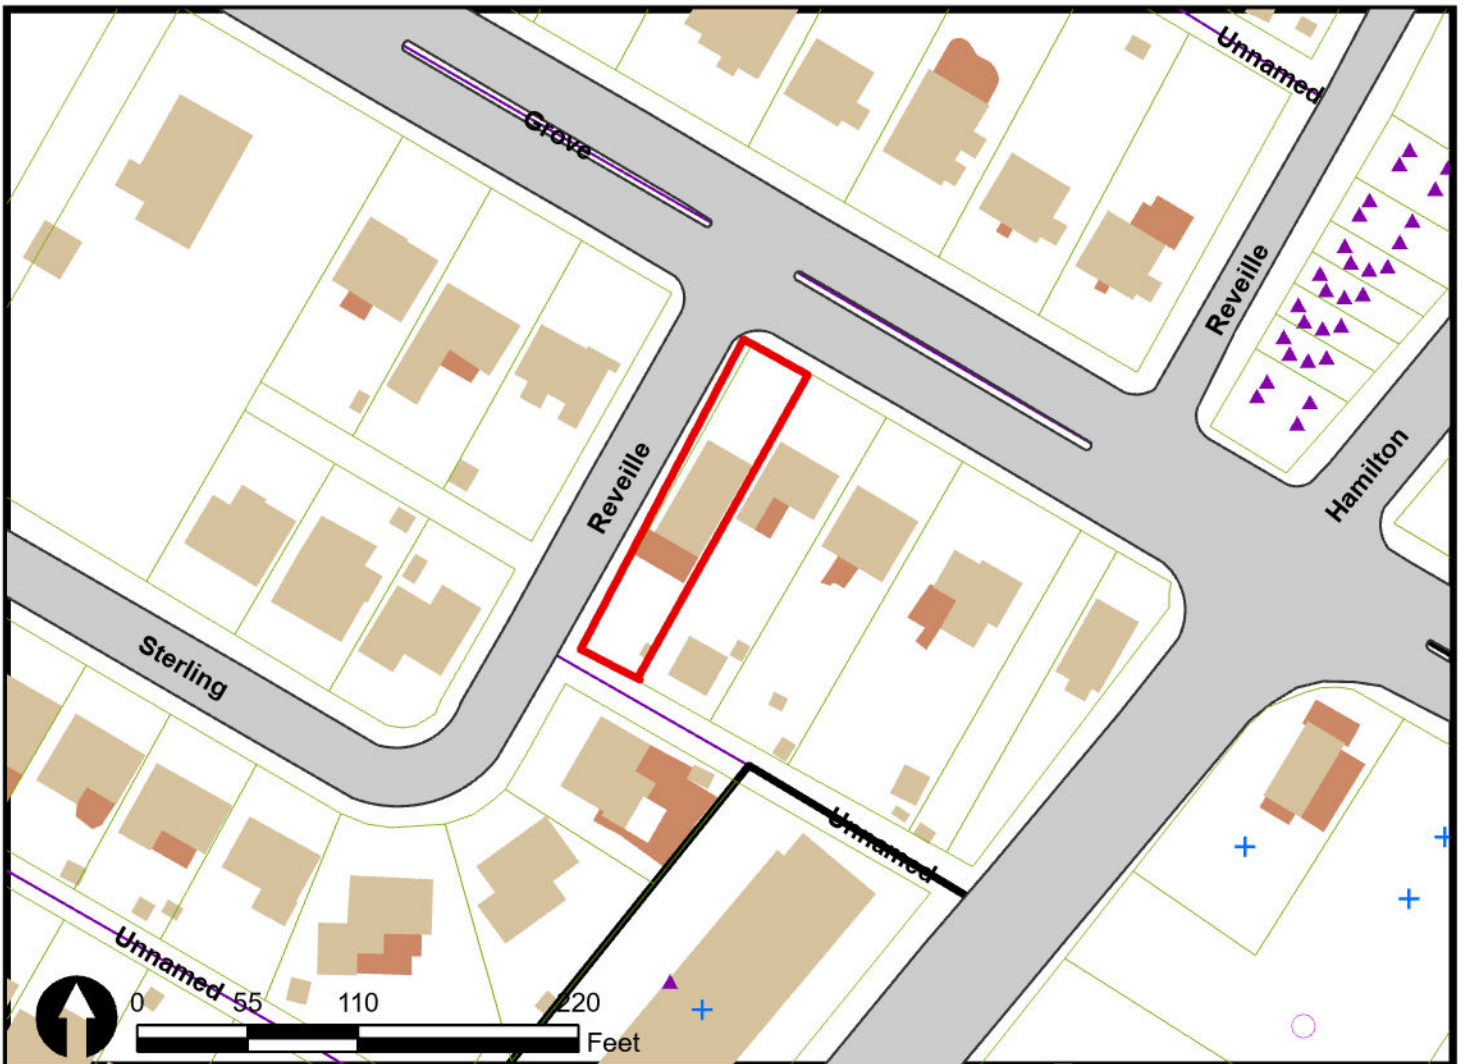 Unnamed
Grove
Reveille
Hamilton
Reveille
Sterling
Unnamed
Unnamed
0 55 110 220
Feet